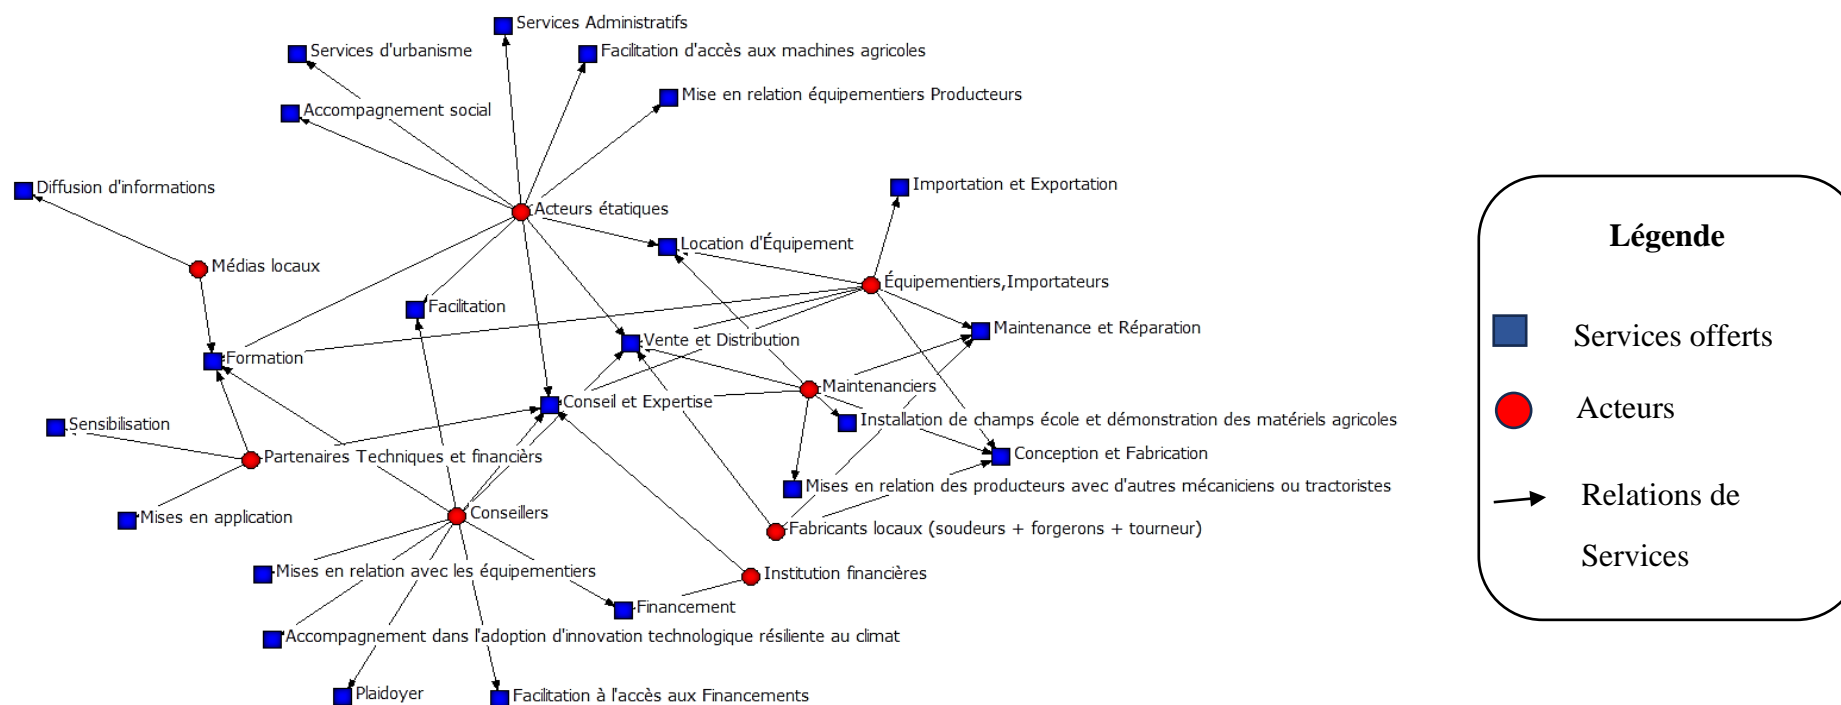 Services Administratifs
Services d'urbanisme
Facilitation d'accès aux machines agricoles
Mise en relation équipementiers Producteurs
Accompagnement social
Diffusion d'informations
Importation et Exportation
Acteurs étatiques
Location d'Équipement
Médias locaux
Équipementiers,Importateurs
Facilitation
Maintenance et Réparation
Vente et Distribution
Formation
Maintenanciers
Conseil et Expertise
Installation de champs école et démonstration des matériels agricoles
Sensibilisation
Conception et Fabrication
Partenaires Techniques et financièrs
Mises en relation des producteurs avec d'autres mécaniciens ou tractoristes
Conseillers
Mises en application
Fabricants locaux (soudeurs + forgerons + tourneur)
Mises en relation avec les équipementiers
Institution financières
Financement
Accompagnement dans l'adoption d'innovation technologique résiliente au climat
Plaidoyer
Facilitation à l'accès aux Financements
Légende
Services offerts
Acteurs
Relations de
Services